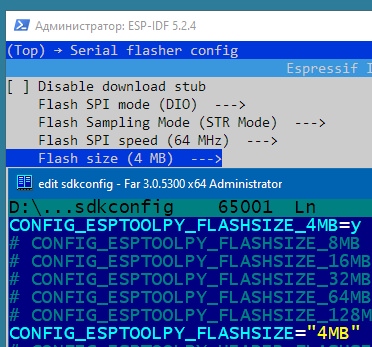 Администратор: ESP-IDF 5.2.4
(Top) → Serial flasher config
Espressif I
[ ] Disable download stub
Flash SPI mode (DIO)  --->
Flash Sampling Mode (STR Mode)  --->
Flash SPI speed (64 MHz)  --->
Flash size (4 MB)  --->
edit sdkconfig - Far 3.0.5300 x64 Administrator
D:\...sdkconfig    65001  Ln
CONFIG_ESPTOOLPY_FLASHSIZE_4MB=y
# CONFIG_ESPTOOLPY_FLASHSIZE_8MB
# CONFIG_ESPTOOLPY_FLASHSIZE_16MB
# CONFIG_ESPTOOLPY_FLASHSIZE_32MB
# CONFIG_ESPTOOLPY_FLASHSIZE_64MB
# CONFIG_ESPTOOLPY_FLASHSIZE_128M
CONFIG_ESPTOOLPY_FLASHSIZE="4MB"